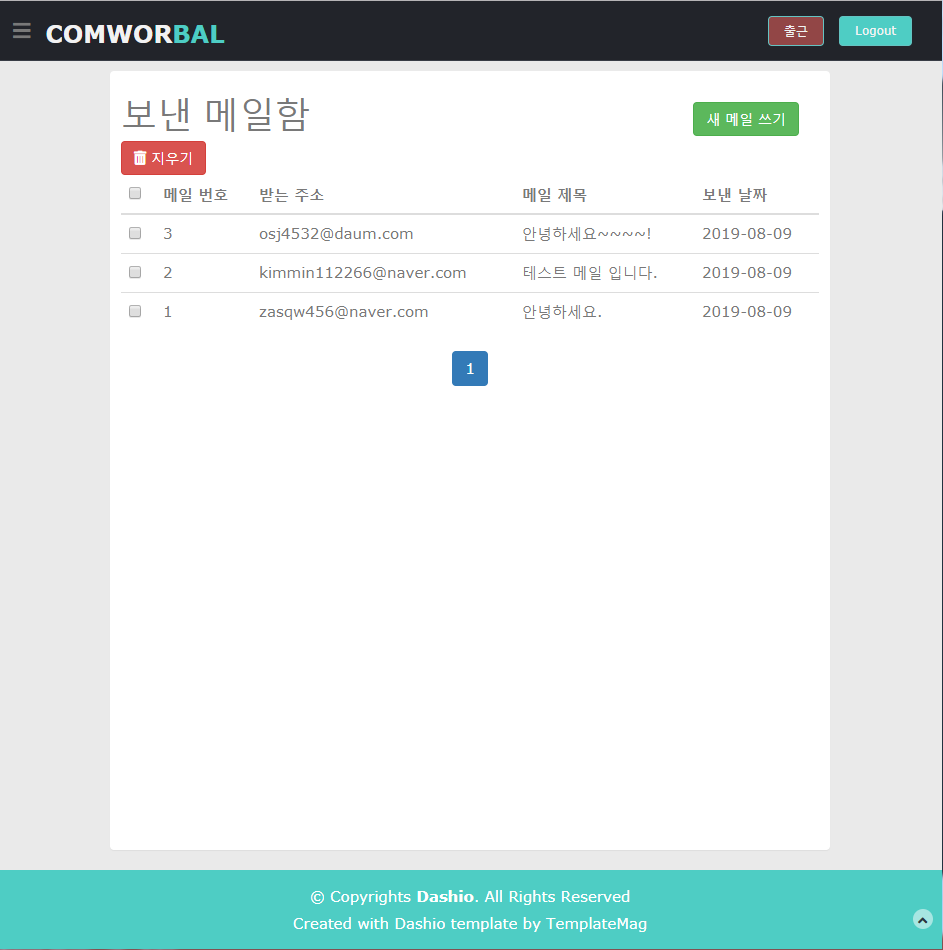 COMWORBAL 출근 Logout
보낸 메일함 새 메일 쓰기
지우기
메일 번호 받는 주소 메일 제목 보낸 날짜
3 osj4532@daum.com 안녕하세요~~~~! 2019-08-09
2 kimmin112266@naver.com 테스트 메일 입니다. 2019-08-09
1 zasqw456@naver.com 안녕하세요. 2019-08-09
1
© Copyrights Dashio. All Rights Reserved
Created with Dashio template by TemplateMag